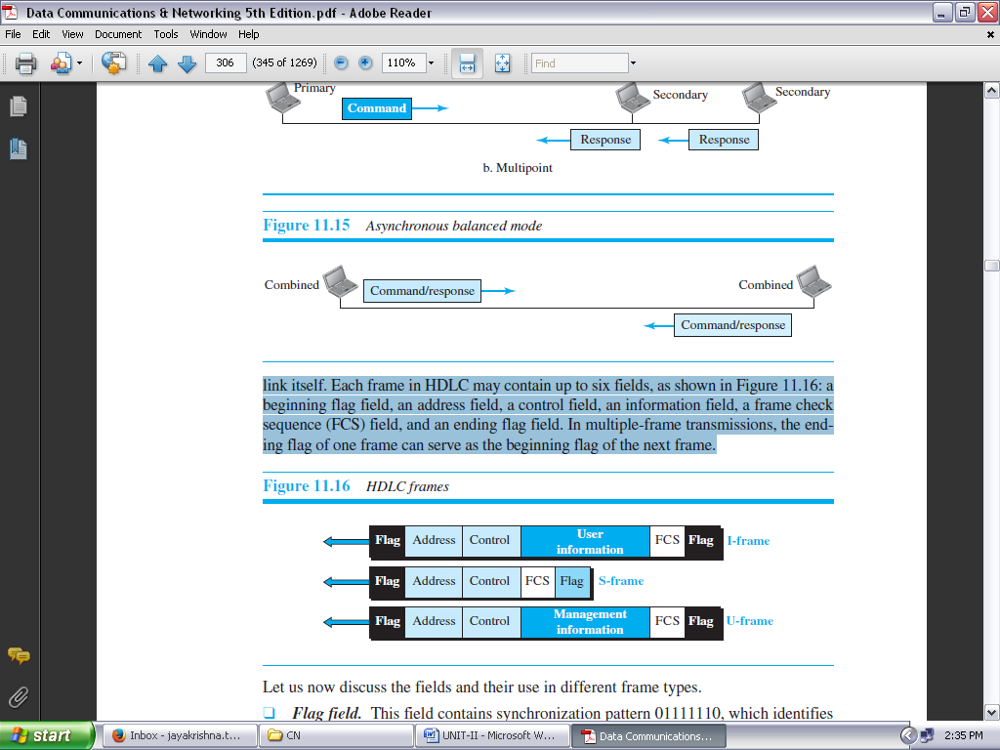 Data Communications & Networking 5th Edition.pdf - Adobe Reader
File Edit View Document Tools Window Help
306 (345 of 1269) 110% Find
Primary
Secondary
Secondary
Command
Response
Response
b. Multipoint
Figure 11.15 Asynchronous balanced mode
Combined
Command/response
Combined
Command/response
link itself. Each frame in HDLC may contain up to six fields, as shown in Figure 11.16: a
beginning flag field, an address field, a control field, an information field, a frame check
sequence (FCS) field, and an ending flag field. In multiple-frame transmissions, the end-
ing flag of one frame can serve as the beginning flag of the next frame.
Figure 11.16 HDLC frames
Flag Address Control User information FCS Flag I-frame
Flag Address Control FCS Flag S-frame
Flag Address Control Management information FCS Flag U-frame
Let us now discuss the fields and their use in different frame types.
❑ Flag field. This field contains synchronization pattern 01111110, which identifies
start Inbox - jayakrishna.t... CN UNIT-II - Microsoft W... Data Communications... 2:35 PM